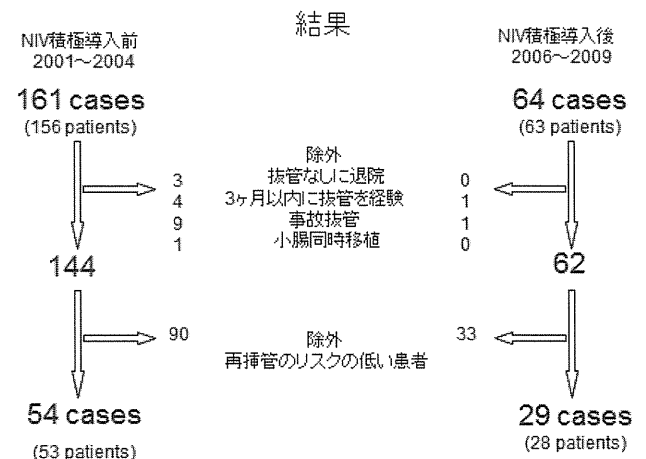 結果
NIV積極導入前
2001～2004
161 cases
(156 patients)
NIV積極導入後
2006～2009
64 cases
(63 patients)
除外
3 抜管なしに退院 0
4 3ヶ月以内に抜管を経験 1
9 事故抜管 1
1 小腸同時移植 0
144
62
90 除外 33
再挿管のリスクの低い患者
54 cases
(53 patients)
29 cases
(28 patients)